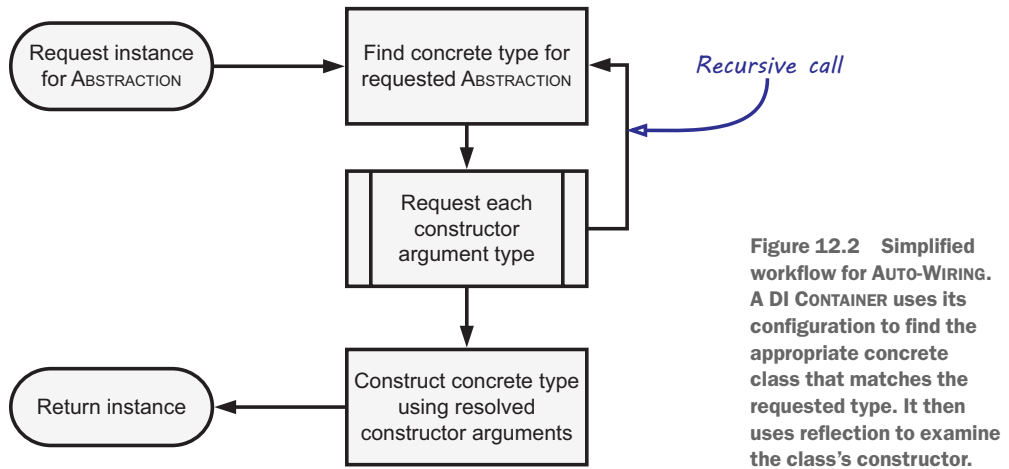 Request instance
for ABSTRACTION
Find concrete type for
requested ABSTRACTION
Recursive call
Request each
constructor
argument type
Construct concrete type
using resolved
constructor arguments
Return instance
Figure 12.2 Simplified
workflow for AUTO-WIRING.
A DI CONTAINER uses its
configuration to find the
appropriate concrete
class that matches the
requested type. It then
uses reflection to examine
the class's constructor.